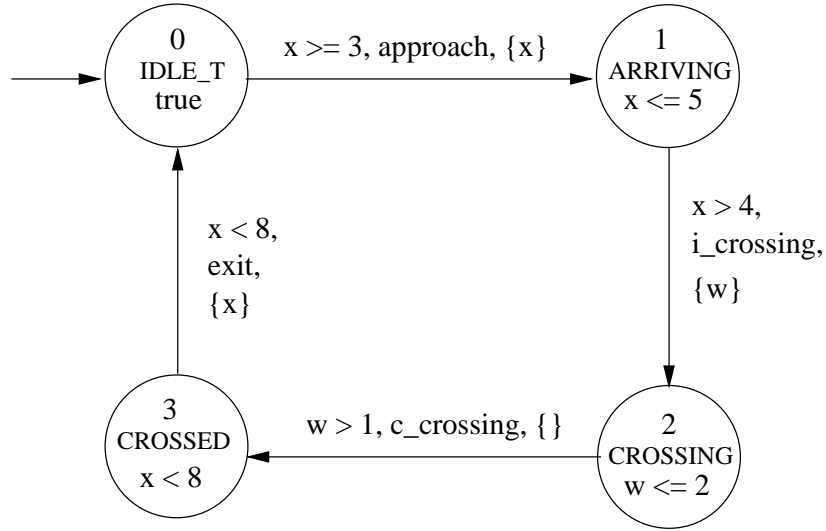 0
IDLE_T
true
x >= 3, approach, {x}
1
ARRIVING
x <= 5
x > 4,
i_crossing,
{w}
x < 8,
exit,
{x}
3
CROSSED
x < 8
w > 1, c_crossing, {}
2
CROSSING
w <= 2